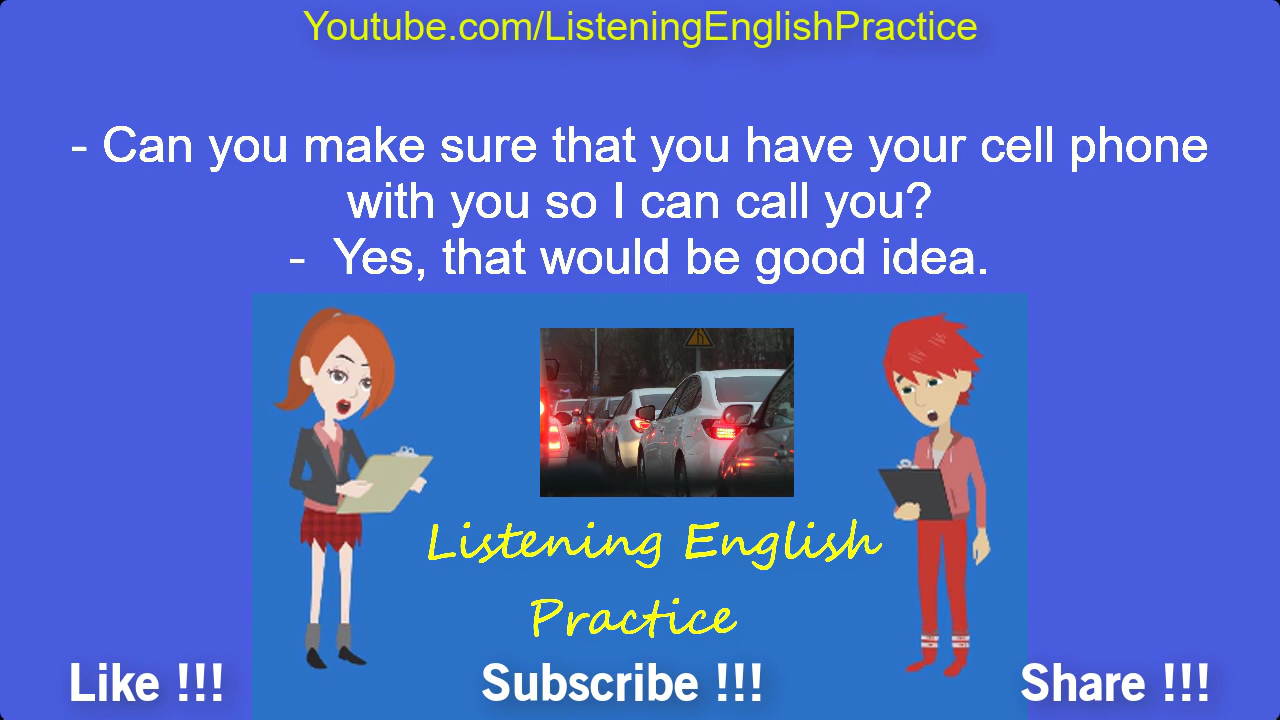 Youtube.com/ListeningEnglishPractice
- Can you make sure that you have your cell phone
with you so I can call you?
-  Yes, that would be good idea.
Listening English
Practice
Like !!!
Subscribe !!!
Share !!!